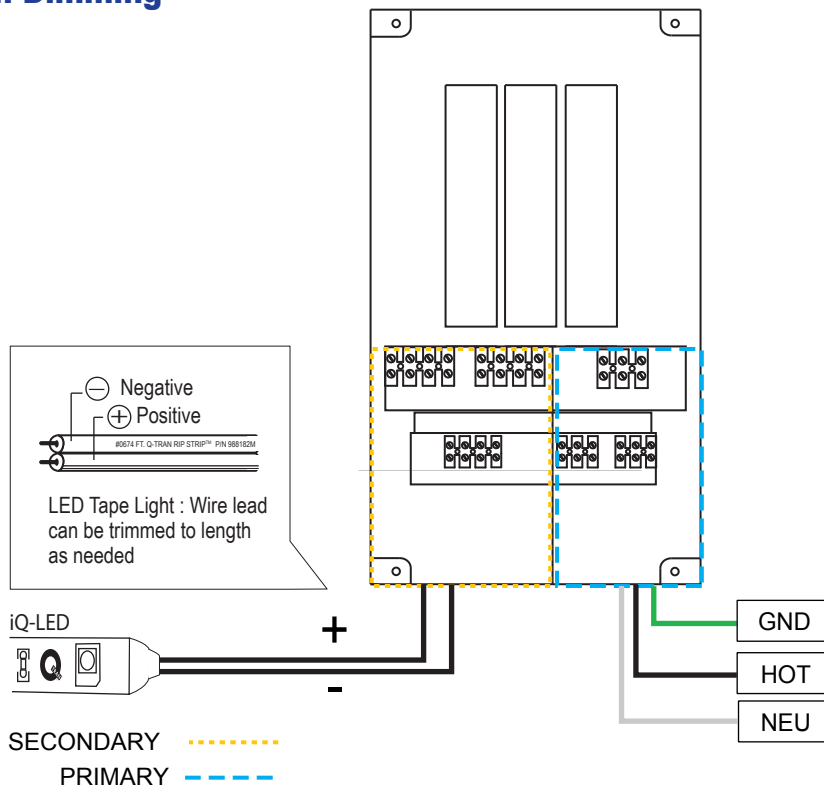 Dimming
Negative
Positive
#0674 FT. Q-TRAN RIP STRIP™ P/N 988182M
LED Tape Light : Wire lead
can be trimmed to length
as needed
iQ-LED
+
-
Q
GND
HOT
NEU
SECONDARY
PRIMARY